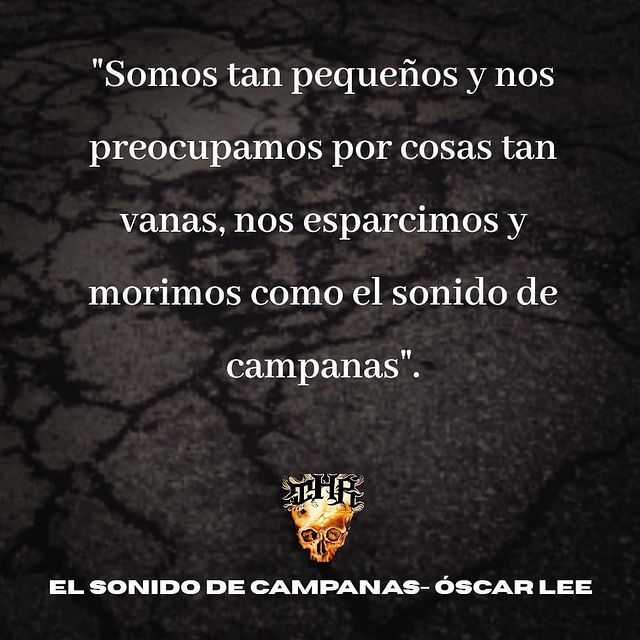 "Somos tan pequeños y nos
preocupamos por cosas tan
vanas, nos esparcimos y
morimos como el sonido de
campanas".
THR
EL SONIDO DE CAMPANAS- ÓSCAR LEE